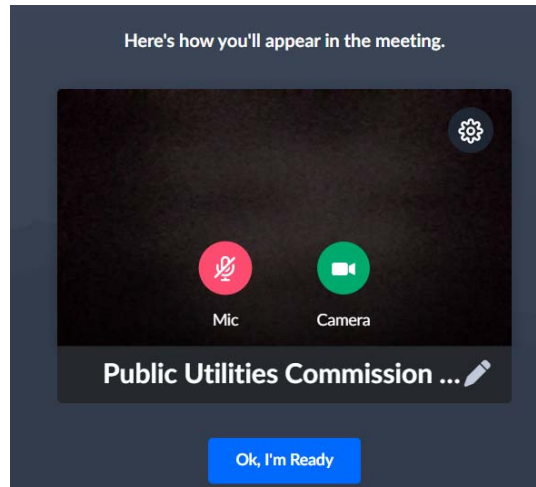 Here's how you'll appear in the meeting.
Mic
Camera
Public Utilities Commission ...
Ok, I'm Ready